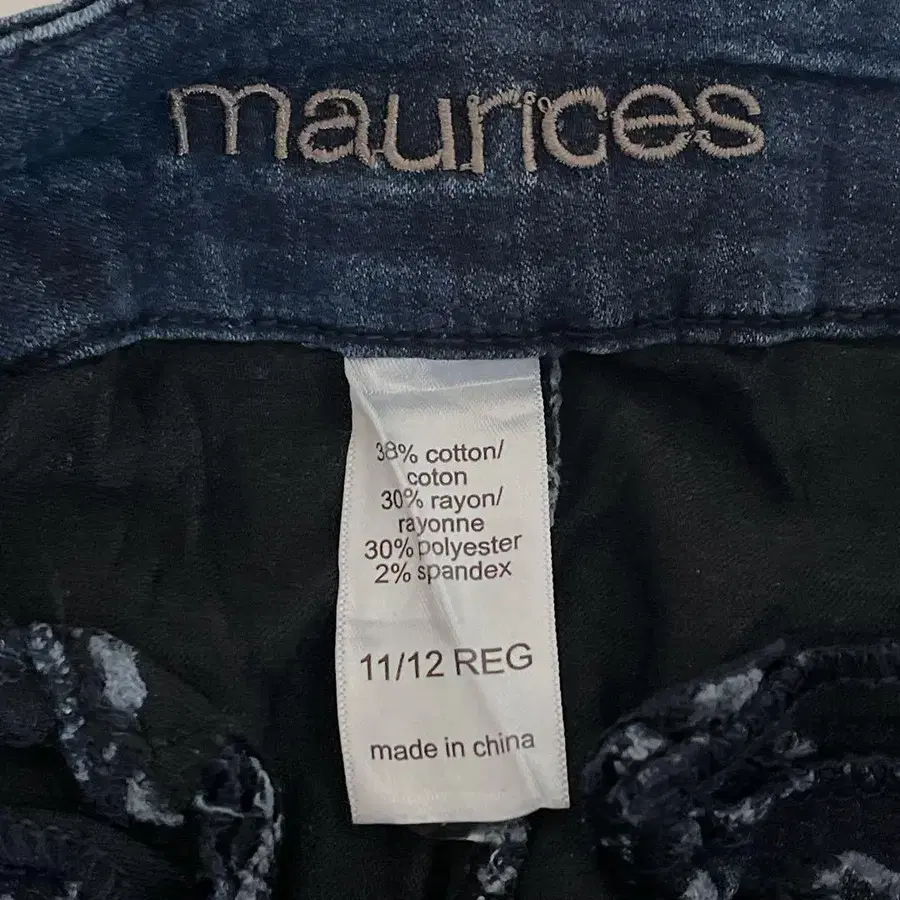 maurices
38% cotton/
coton
30% rayon/
rayonne
30% polyester
2% spandex
11/12 REG
made in china